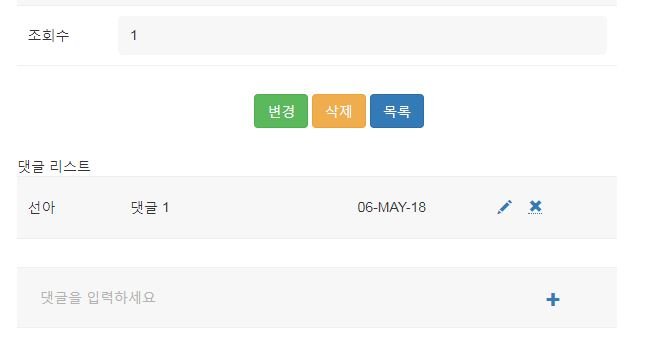 조회수 1
변경 삭제 목록
댓글 리스트
선아 댓글 1 06-MAY-18
댓글을 입력하세요